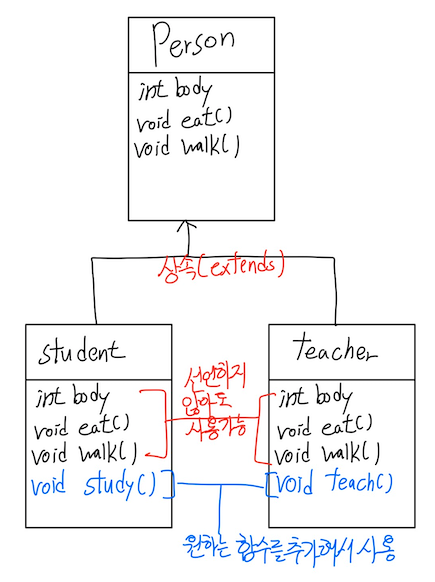 Person
int body
void eat()
void walk()
상속(extends)
student
int body
void eat()
void walk()
void study()
선언하지
않아도
사용가능
teacher
int body
void eat()
void walk()
void teach()
원하는 함수를 추가해서 사용